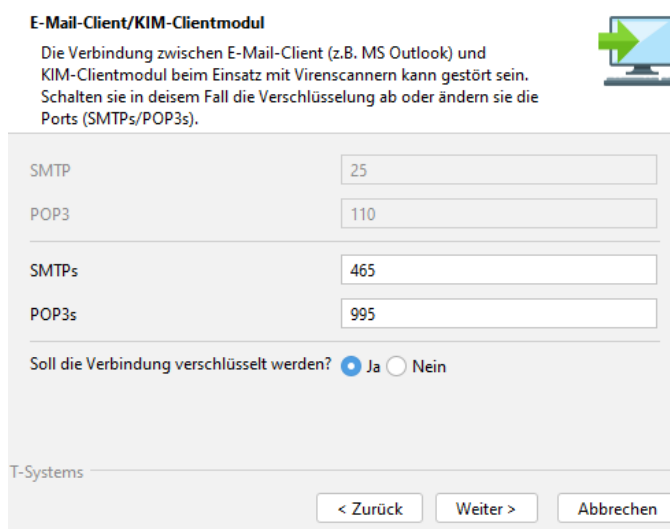 E-Mail-Client/KIM-Clientmodul
Die Verbindung zwischen E-Mail-Client (z.B. MS Outlook) und
KIM-Clientmodul beim Einsatz mit Virenscannern kann gestört sein.
Schalten sie in deisem Fall die Verschlüsselung ab oder ändern sie die
Ports (SMTPs/POP3s).
SMTP 25
POP3 110
SMTPs 465
POP3s 995
Soll die Verbindung verschlüsselt werden? Ja Nein
T-Systems
< Zurück Weiter > Abbrechen